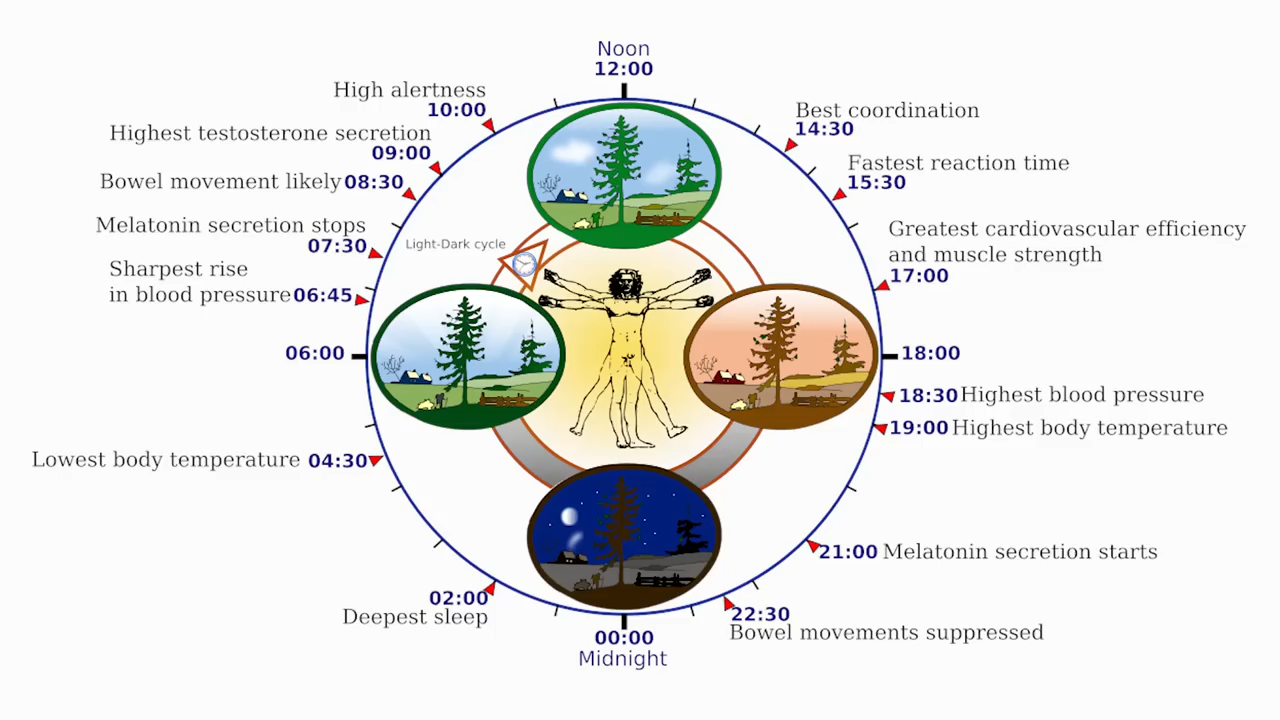 Noon
12:00
High alertness
10:00
Highest testosterone secretion
09:00
Bowel movement likely 08:30
Melatonin secretion stops
07:30
Sharpest rise
in blood pressure 06:45
06:00
Lowest body temperature 04:30
02:00
Deepest sleep
00:00
Midnight
Light-Dark cycle
Best coordination
14:30
Fastest reaction time
15:30
Greatest cardiovascular efficiency
and muscle strength
17:00
18:00
18:30 Highest blood pressure
19:00 Highest body temperature
21:00 Melatonin secretion starts
22:30
Bowel movements suppressed